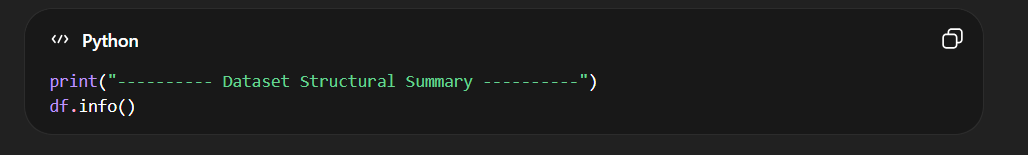 Python
print("---------- Dataset Structural Summary ----------")
df.info()